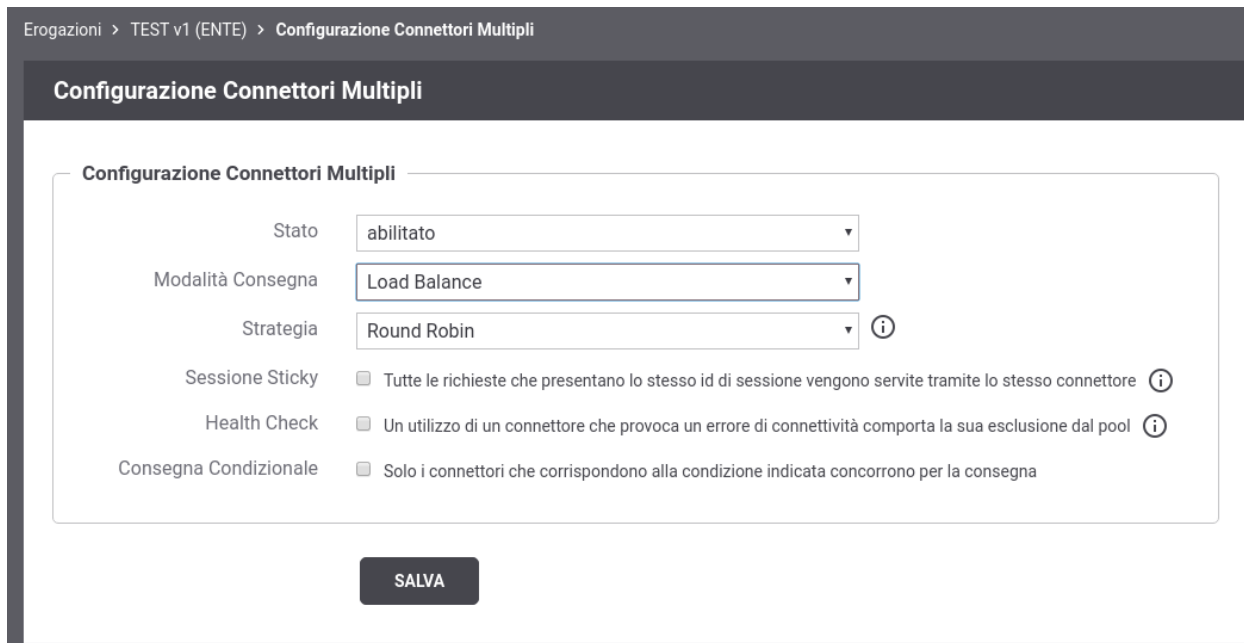 Erogazioni > TEST v1 (ENTE) > Configurazione Connettori Multipli
Configurazione Connettori Multipli
Configurazione Connettori Multipli
Stato abilitato
Modalità Consegna Load Balance
Strategia Round Robin
Sessione Sticky Tutte le richieste che presentano lo stesso id di sessione vengono servite tramite lo stesso connettore
Health Check Un utilizzo di un connettore che provoca un errore di connettività comporta la sua esclusione dal pool
Consegna Condizionale Solo i connettori che corrispondono alla condizione indicata concorrono per la consegna
SALVA